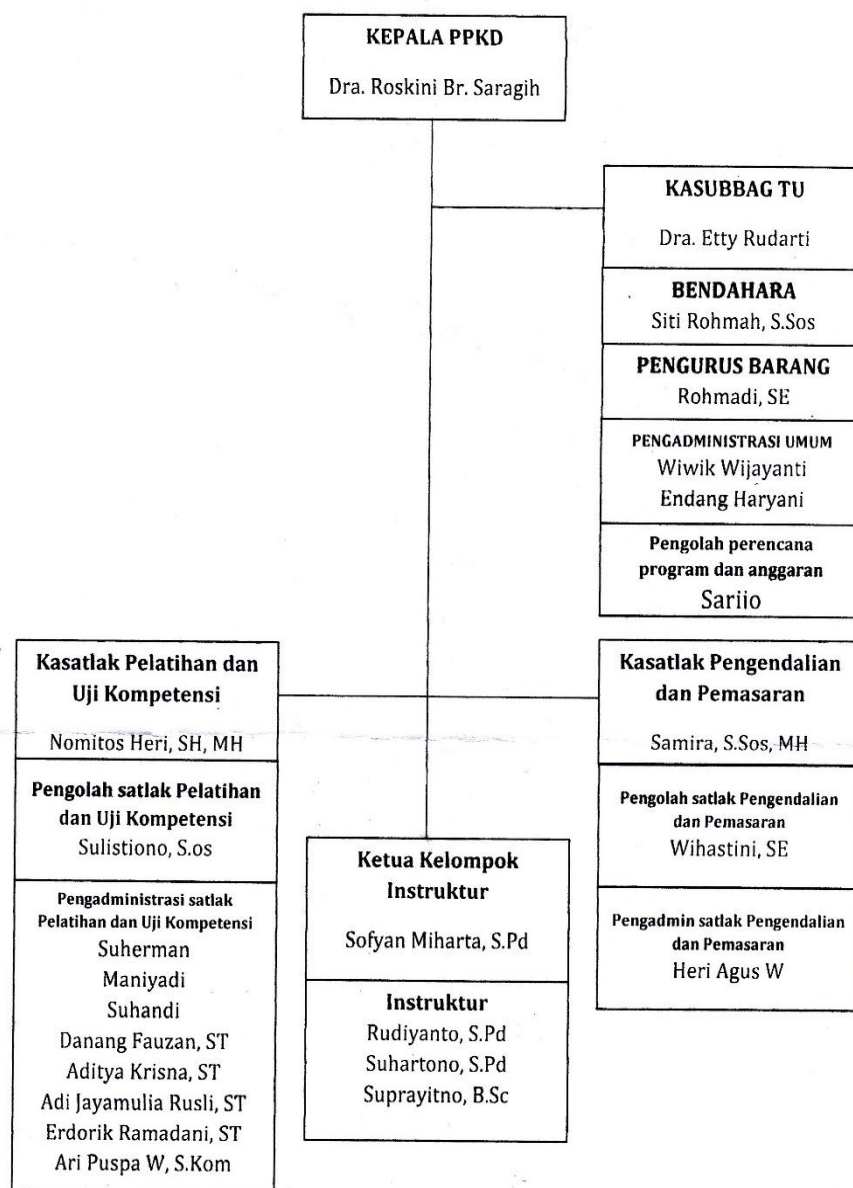 KEPALA PPKD
Dra. Roskini Br. Saragih
KASUBBAG TU
Dra. Etty Rudarti
BENDAHARA
Siti Rohmah, S.Sos
PENGURUS BARANG
Rohmadi, SE
PENGADMINISTRASI UMUM
Wiwik Wijayanti
Endang Haryani
Pengolah perencana
program dan anggaran
Sariio
Kasatlak Pelatihan dan
Uji Kompetensi
Nomitos Heri, SH, MH
Pengolah satlak Pelatihan
dan Uji Kompetensi
Sulistiono, S.os
Pengadministrasi satlak
Pelatihan dan Uji Kompetensi
Suherman
Maniyadi
Suhandi
Danang Fauzan, ST
Aditya Krisna, ST
Adi Jayamulia Rusli, ST
Erdorik Ramadani, ST
Ari Puspa W, S.Kom
Ketua Kelompok
Instruktur
Sofyan Miharta, S.Pd
Instruktur
Rudiyanto, S.Pd
Suhartono, S.Pd
Suprayitno, B.Sc
Kasatlak Pengendalian
dan Pemasaran
Samira, S.Sos, MH
Pengolah satlak Pengendalian
dan Pemasaran
Wihastini, SE
Pengadmin satlak Pengendalian
dan Pemasaran
Heri Agus W